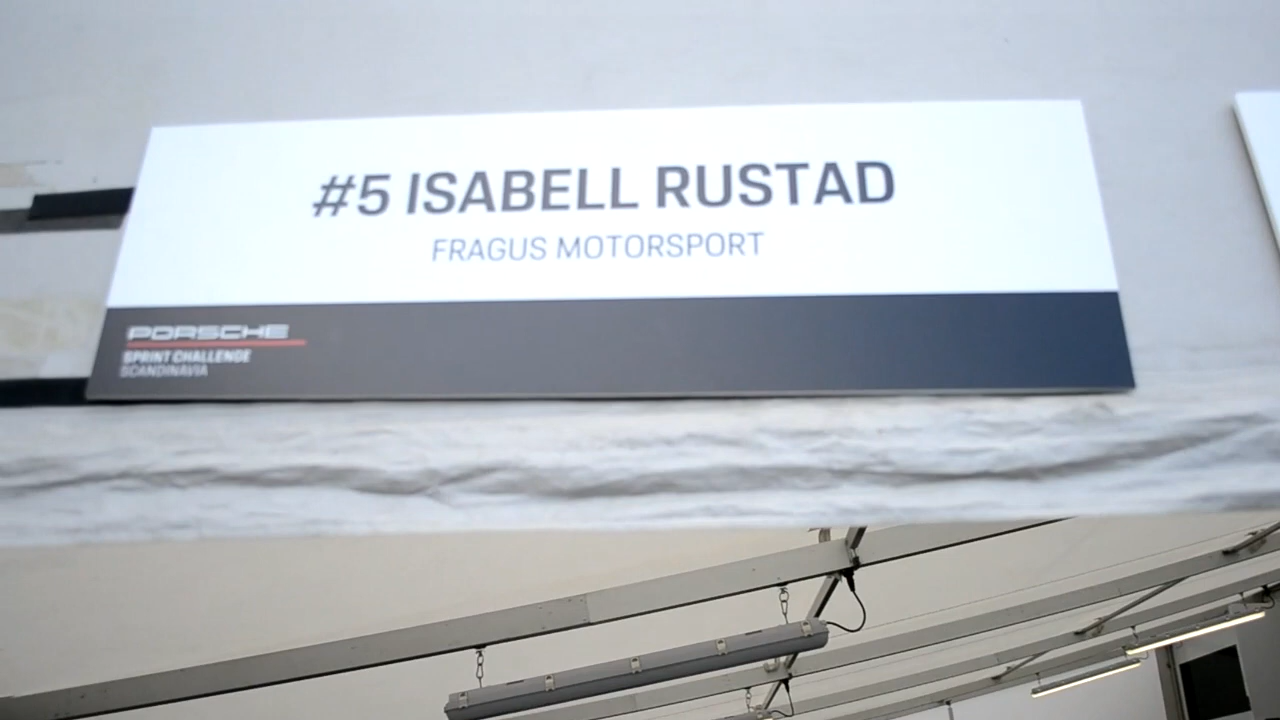 #5 ISABELL RUSTAD
FRAGUS MOTORSPORT
PORSCHE
SPRINT CHALLENGE
SCANDINAVIA